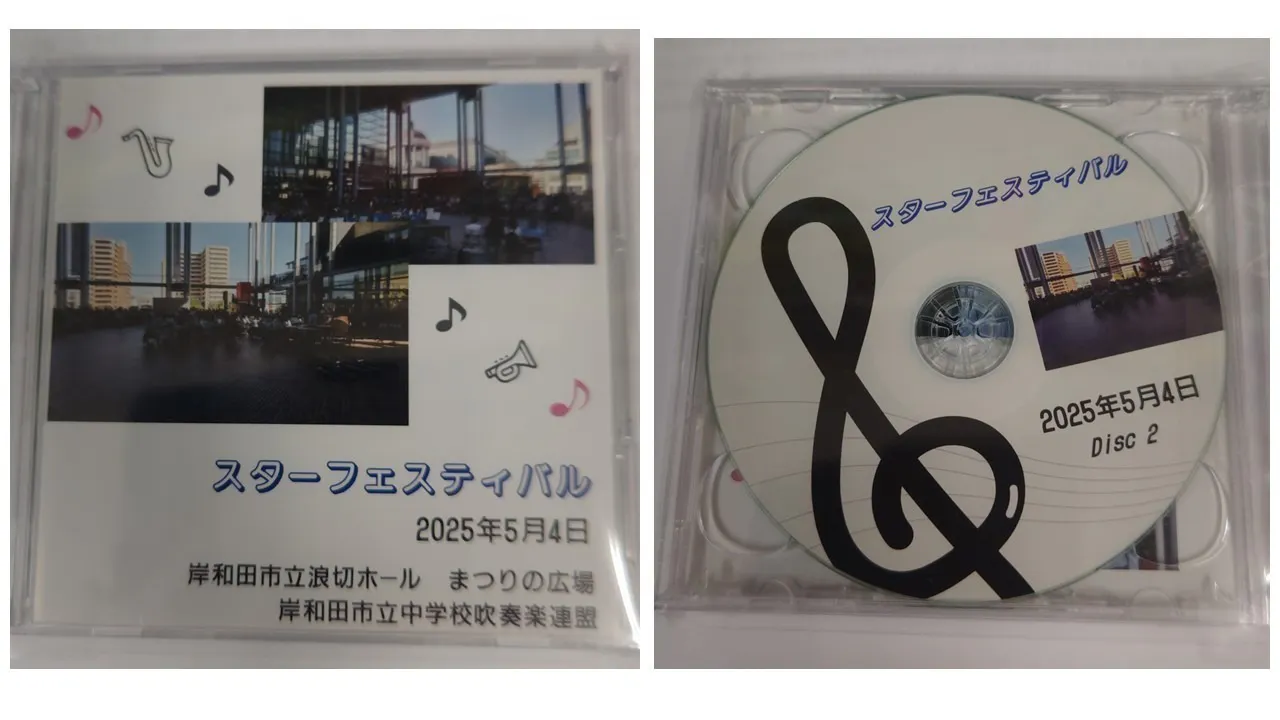 スターフェスティバル
2025年5月4日
岸和田市立浪切ホール　まつりの広場
岸和田市立中学校吹奏楽連盟
スターフェスティバル
2025年5月4日
Disc 2